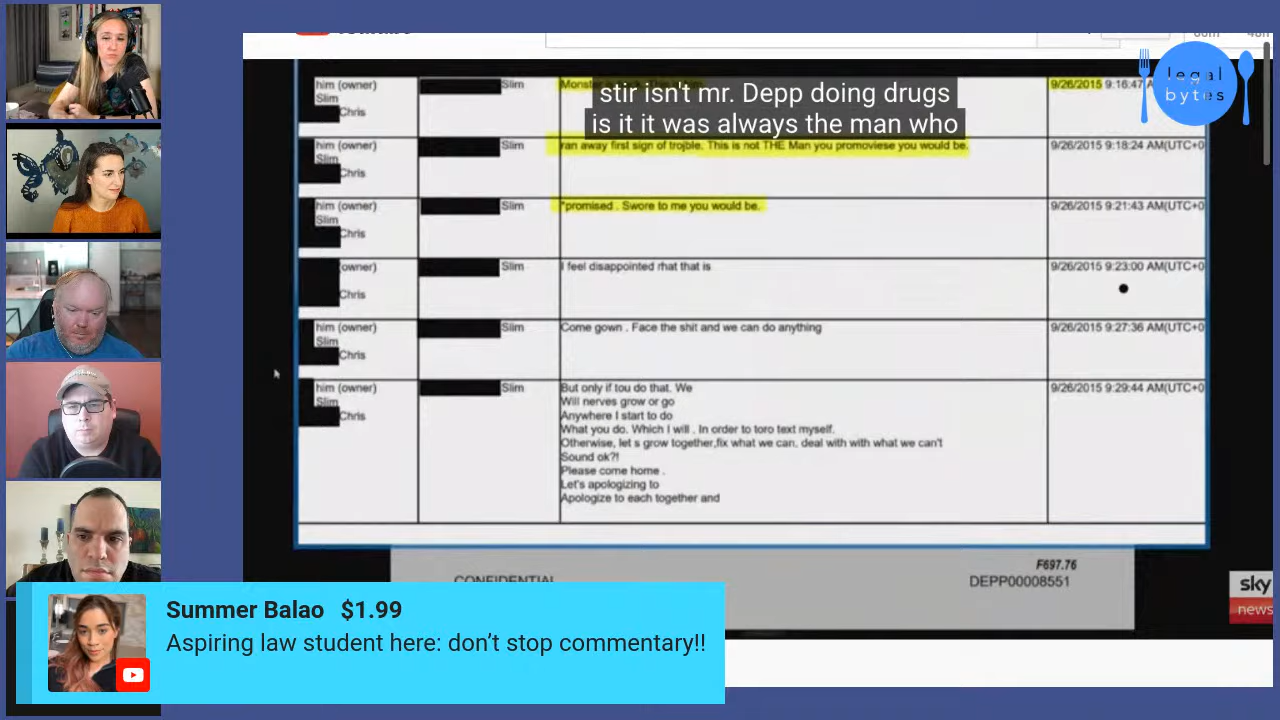 legal
bytes
stir isn't mr. Depp doing drugs
is it it was always the man who
him (owner)
Slim
Chris
Slim
9/26/2015 9:16:47
him (owner)
Slim
Chris
Slim
ran away first sign of trojble. This is not THE Man you promoviese you would be.
9/26/2015 9:18:24 AM(UTC+0
him (owner)
Slim
Chris
Slim
*promised . Swore to me you would be.
9/26/2015 9:21:43 AM(UTC+0
(owner)
Chris
Slim
I feel disappointed rhat that is
9/26/2015 9:23:00 AM(UTC+0
him (owner)
Slim
Chris
Slim
Come gown . Face the shit and we can do anything
9/26/2015 9:27:36 AM(UTC+0
him (owner)
Slim
Chris
Slim
But only if tou do that. We
Will nerves grow or go
Anywhere I start to do
What you do. Which I will . In order to toro text myself.
Otherwise, let s grow together,fix what we can, deal with with what we can't
Sound ok?!
Please come home .
Let's apologizing to
Apologize to each together and
9/26/2015 9:29:44 AM(UTC+0
F697.76
CONFIDENTIAL
DEPP00008551
sky
news
Summer Balao $1.99
Aspiring law student here: don’t stop commentary!!